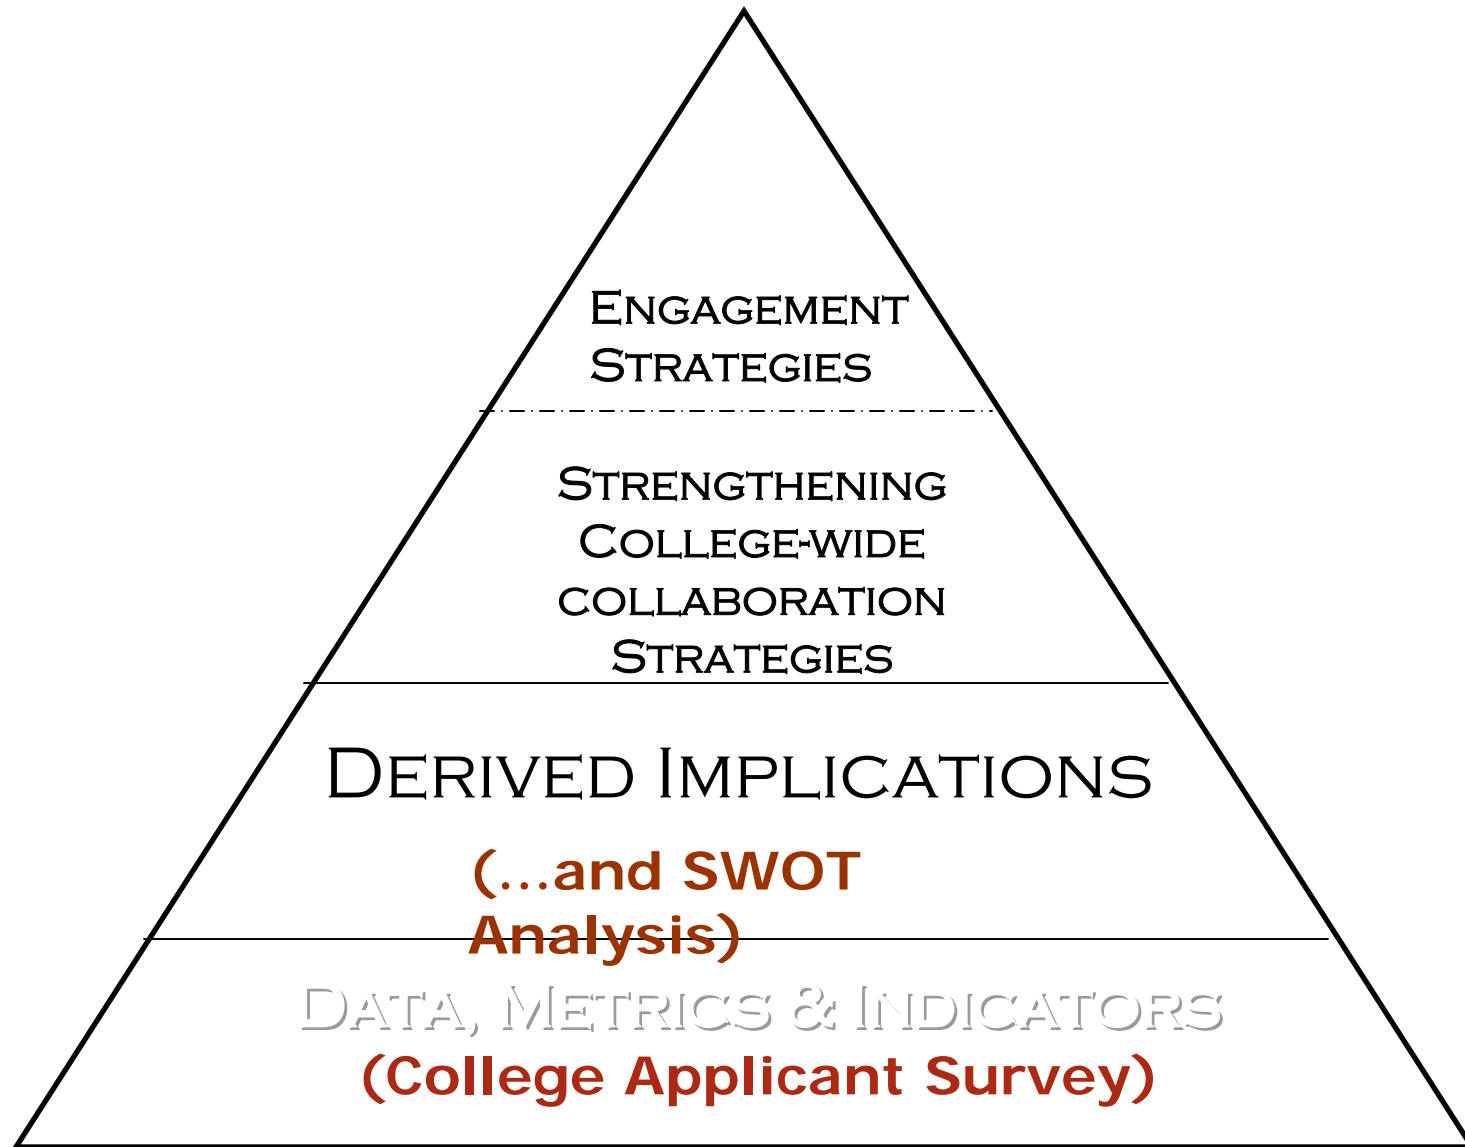 Engagement
Strategies
Strengthening
College-wide
collaboration
Strategies
Derived Implications
(...and SWOT
Analysis)
Data, Metrics & Indicators
(College Applicant Survey)